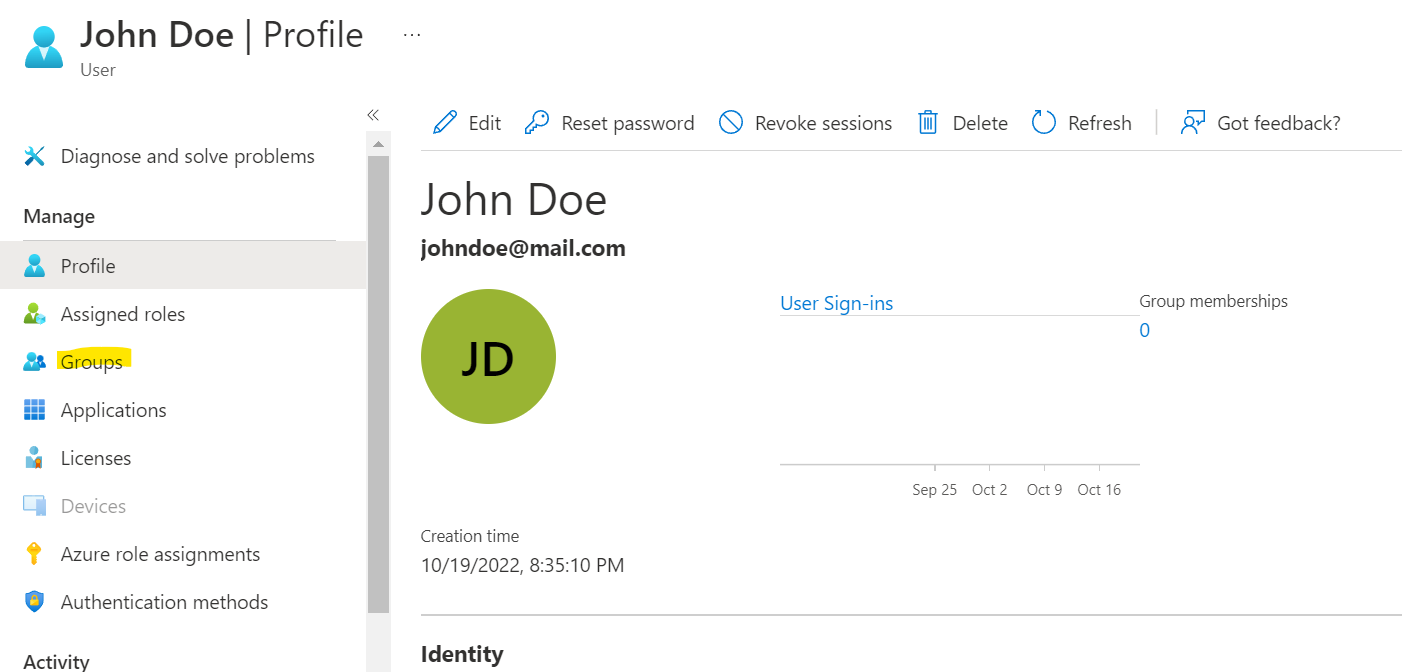 John Doe | Profile ...
User
«
Diagnose and solve problems
Manage
Profile
Assigned roles
Groups
Applications
Licenses
Devices
Azure role assignments
Authentication methods
Activity
Edit Reset password Revoke sessions Delete Refresh Got feedback?
John Doe
johndoe@mail.com
JD
User Sign-ins
Group memberships
0
Sep 25 Oct 2 Oct 9 Oct 16
Creation time
10/19/2022, 8:35:10 PM
Identity